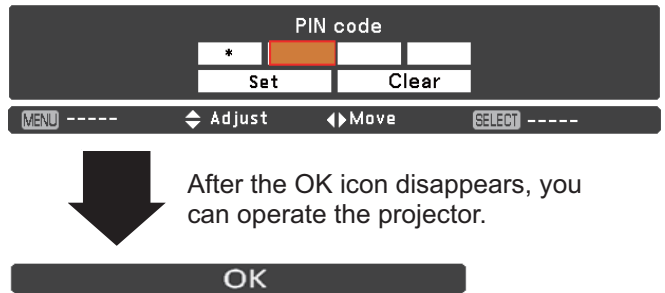 PIN code
*
Set Clear
MENU ----- Adjust Move SELECT -----
After the OK icon disappears, you
can operate the projector.
OK